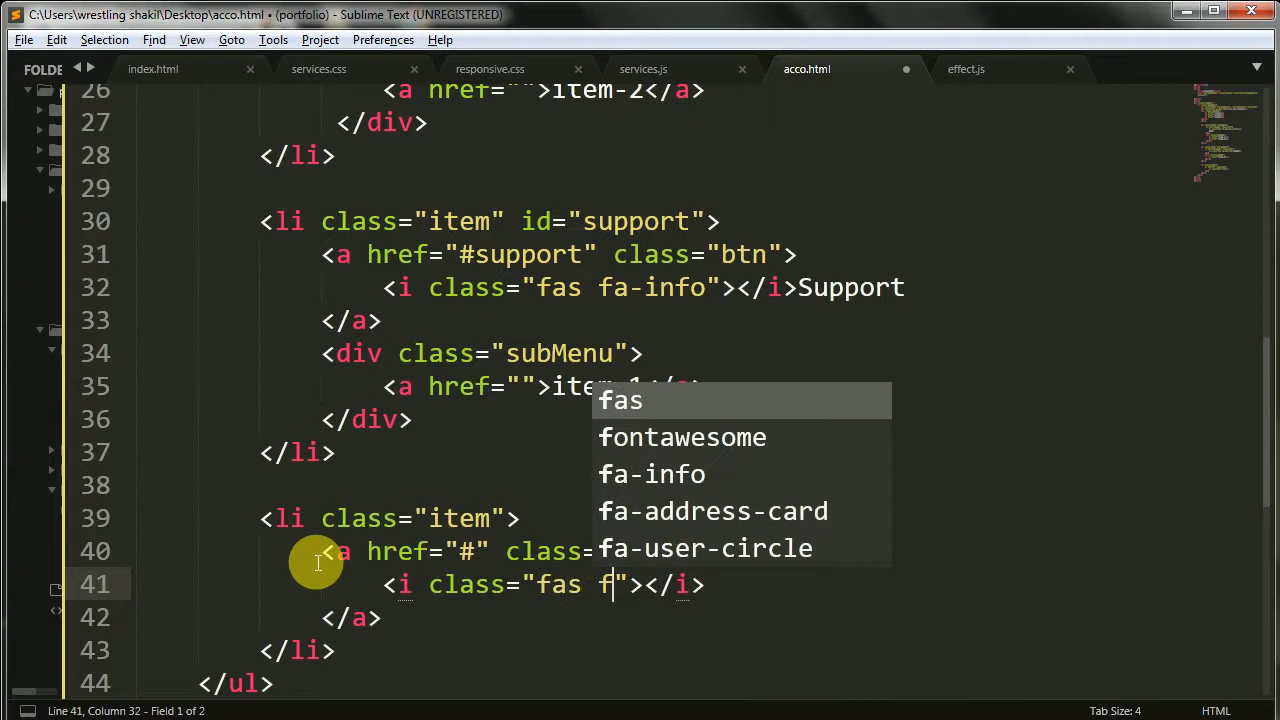 C:\Users\wrestling shakil\Desktop\acco.html • (portfolio) - Sublime Text (UNREGISTERED)
File Edit Selection Find View Goto Tools Project Preferences Help
FOLDE index.html services.css responsive.css services.js acco.html effect.js
26 <a href="">item-2</a>
27 </div>
28 </li>
29
30 <li class="item" id="support">
31 <a href="#support" class="btn">
32 <i class="fas fa-info"></i>Support
33 </a>
34 <div class="subMenu">
35 <a href="">item-1</a>
36 </div>
37 </li>
38
39 <li class="item">
40 <a href="#" class=
41 <i class="fas f"></i>
42 </a>
43 </li>
44 </ul>
fas
fontawesome
fa-info
fa-address-card
fa-user-circle
Line 41, Column 32 - Field 1 of 2 Tab Size: 4 HTML